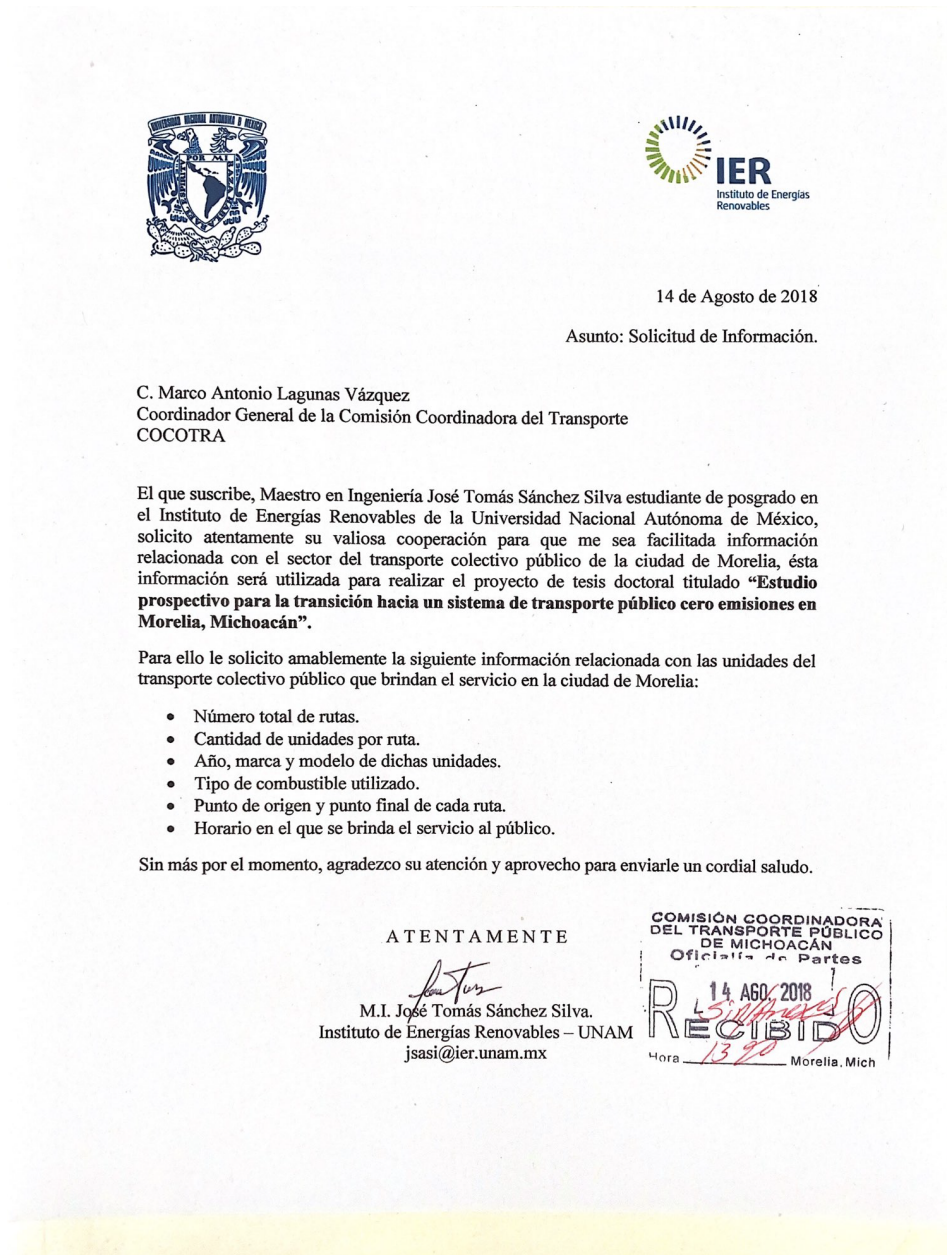 UNIVERSIDAD NACIONAL AUTONOMA D MEXICO
POR MI
IER
Instituto de Energías
Renovables
14 de Agosto de 2018
Asunto: Solicitud de Información.
C. Marco Antonio Lagunas Vázquez
Coordinador General de la Comisión Coordinadora del Transporte
COCOTRA
El que suscribe, Maestro en Ingeniería José Tomás Sánchez Silva estudiante de posgrado en
el Instituto de Energías Renovables de la Universidad Nacional Autónoma de México,
solicito atentamente su valiosa cooperación para que me sea facilitada información
relacionada con el sector del transporte colectivo público de la ciudad de Morelia, ésta
información será utilizada para realizar el proyecto de tesis doctoral titulado “Estudio
prospectivo para la transición hacia un sistema de transporte público cero emisiones en
Morelia, Michoacán”.
Para ello le solicito amablemente la siguiente información relacionada con las unidades del
transporte colectivo público que brindan el servicio en la ciudad de Morelia:
• Número total de rutas.
• Cantidad de unidades por ruta.
• Año, marca y modelo de dichas unidades.
• Tipo de combustible utilizado.
• Punto de origen y punto final de cada ruta.
• Horario en el que se brinda el servicio al público.
Sin más por el momento, agradezco su atención y aprovecho para enviarle un cordial saludo.
ATENTAMENTE
M.I. José Tomás Sánchez Silva.
Instituto de Energías Renovables – UNAM
jsasi@ier.unam.mx
COMISIÓN COORDINADORA
DEL TRANSPORTE PÚBLICO
DE MICHOACÁN
Oficialía de Partes
14 AGO. 2018
Sin/Anexos
RECIBIDO
Hora Morelia, Mich